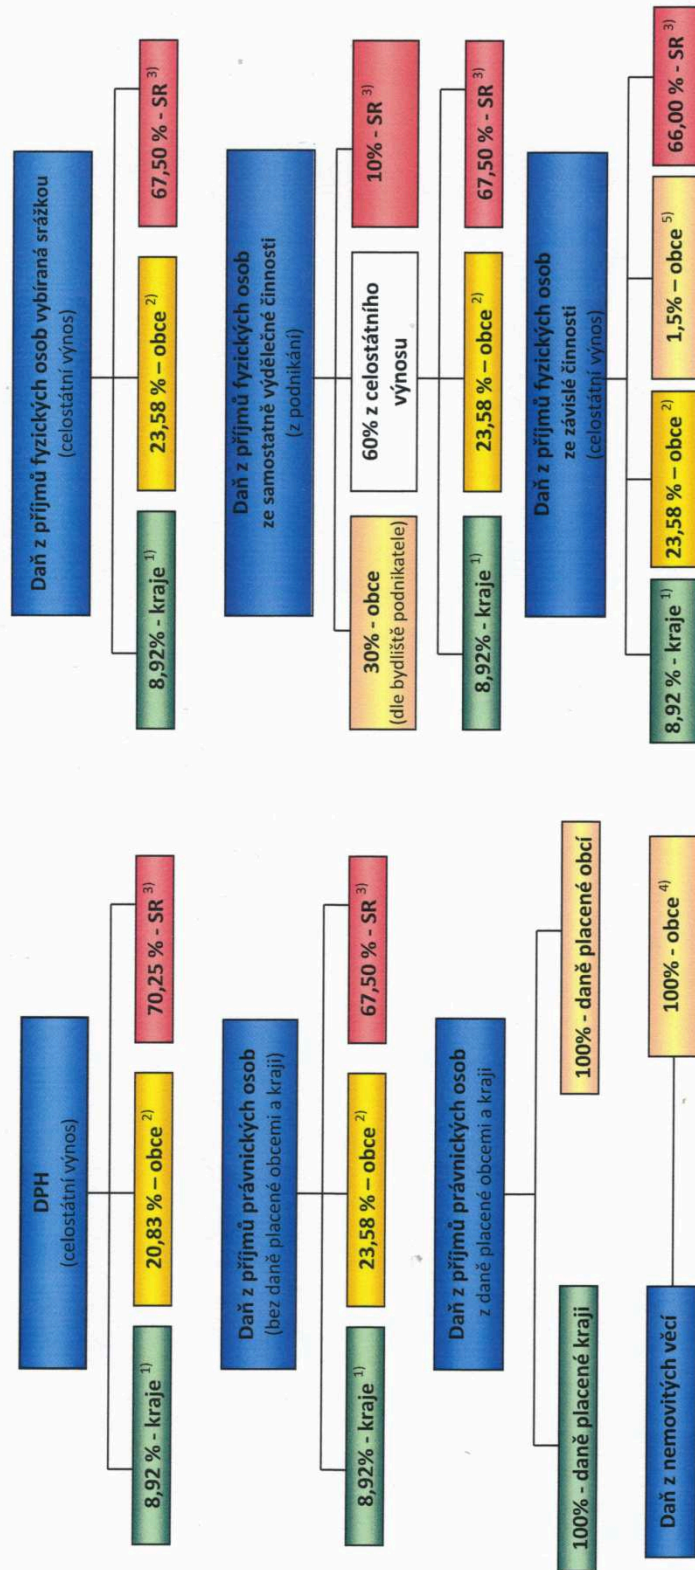 DPH
(celostátní výnos)
8,92 % - kraje 1)
20,83 % – obce 2)
70,25 % - SR 3)
Daň z příjmů právnických osob
(bez daně placené obcemi a kraji)
8,92% - kraje 1)
23,58 % – obce 2)
67,50 % - SR 3)
Daň z příjmů právnických osob
z daně placené obcemi a kraji
100% - daně placené kraji
100% - daně placené obcí
Daň z nemovitých věcí
100% - obce 4)
Daň z příjmů fyzických osob vybíraná srážkou
(celostátní výnos)
8,92% - kraje 1)
23,58 % – obce 2)
67,50 % - SR 3)
Daň z příjmů fyzických osob
ze samostatně výdělečné činnosti
(z podnikání)
30% - obce
(dle bydliště podnikatele)
60% z celostátního
výnosu
10% - SR 3)
8,92% - kraje 1)
23,58 % – obce 2)
67,50 % - SR 3)
Daň z příjmů fyzických osob
ze závislé činnosti
(celostátní výnos)
8,92 % - kraje 1)
23,58 % – obce 2)
1,5% – obce 5)
66,00 % - SR 3)